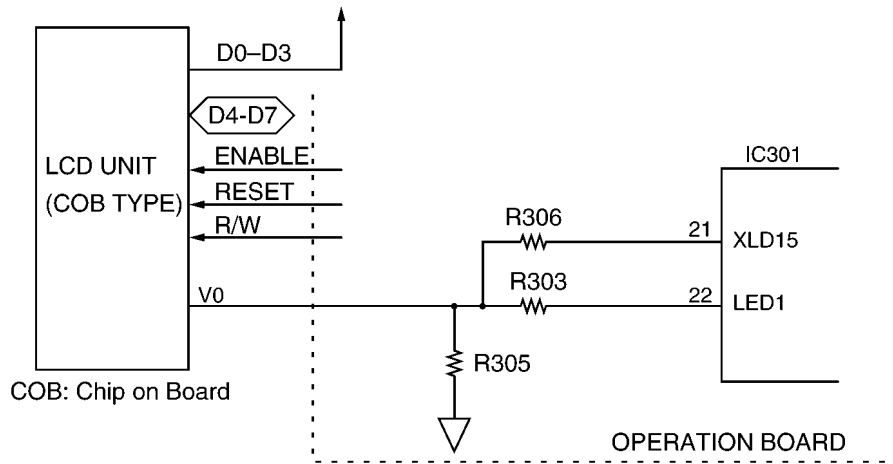 D0–D3
D4-D7
LCD UNIT
(COB TYPE)
ENABLE
RESET
R/W
V0
COB: Chip on Board
IC301
R306
21
XLD15
R303
22
LED1
R305
OPERATION BOARD